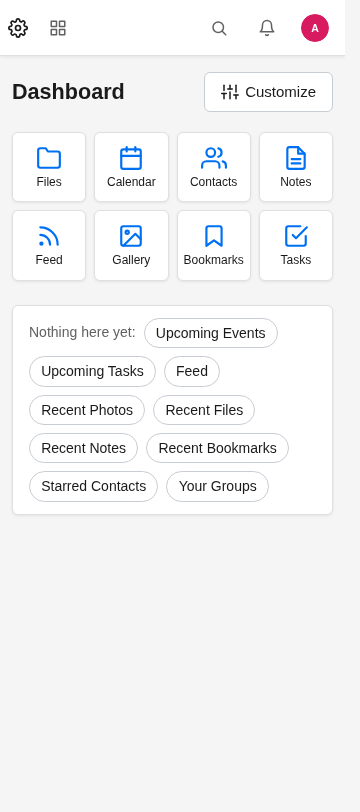 A
Dashboard
Customize
Files
Calendar
Contacts
Notes
Feed
Gallery
Bookmarks
Tasks
Nothing here yet: Upcoming Events
Upcoming Tasks Feed
Recent Photos Recent Files
Recent Notes Recent Bookmarks
Starred Contacts Your Groups